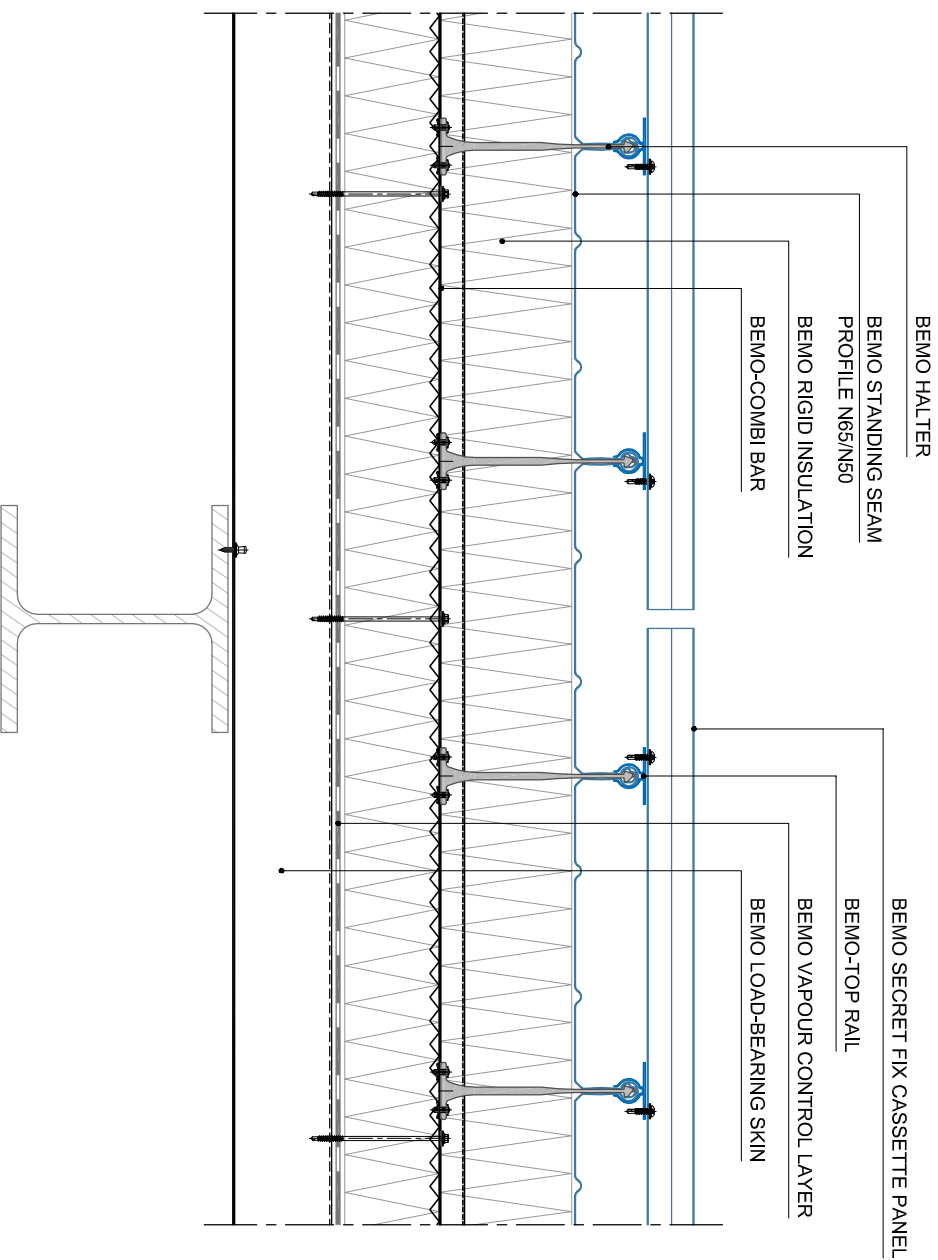 BEMO HALTER
BEMO STANDING SEAM
PROFILE N65/N50
BEMO RIGID INSULATION
BEMO-COMBI BAR
BEMO SECRET FIX CASSETTE PANEL
BEMO-TOP RAIL
BEMO VAPOUR CONTROL LAYER
BEMO LOAD-BEARING SKIN